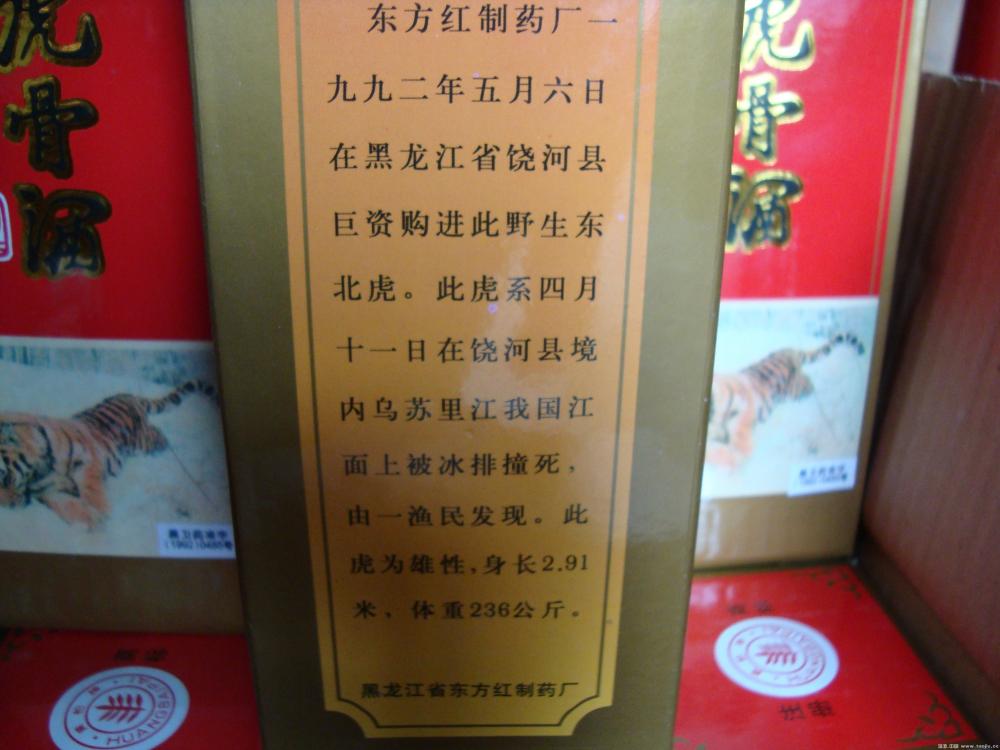 东方红制药厂一
九九二年五月六日
在黑龙江省饶河县
巨资购进此野生东
北虎。此虎系四月
十一日在饶河县境
内乌苏里江我国江
面上被冰排撞死，
由一渔民发现。此
虎为雄性,身长2.91
米、体重236公斤。
黑龙江省东方红制药厂
虎骨酒
虎骨酒
HUANGBAIPAI